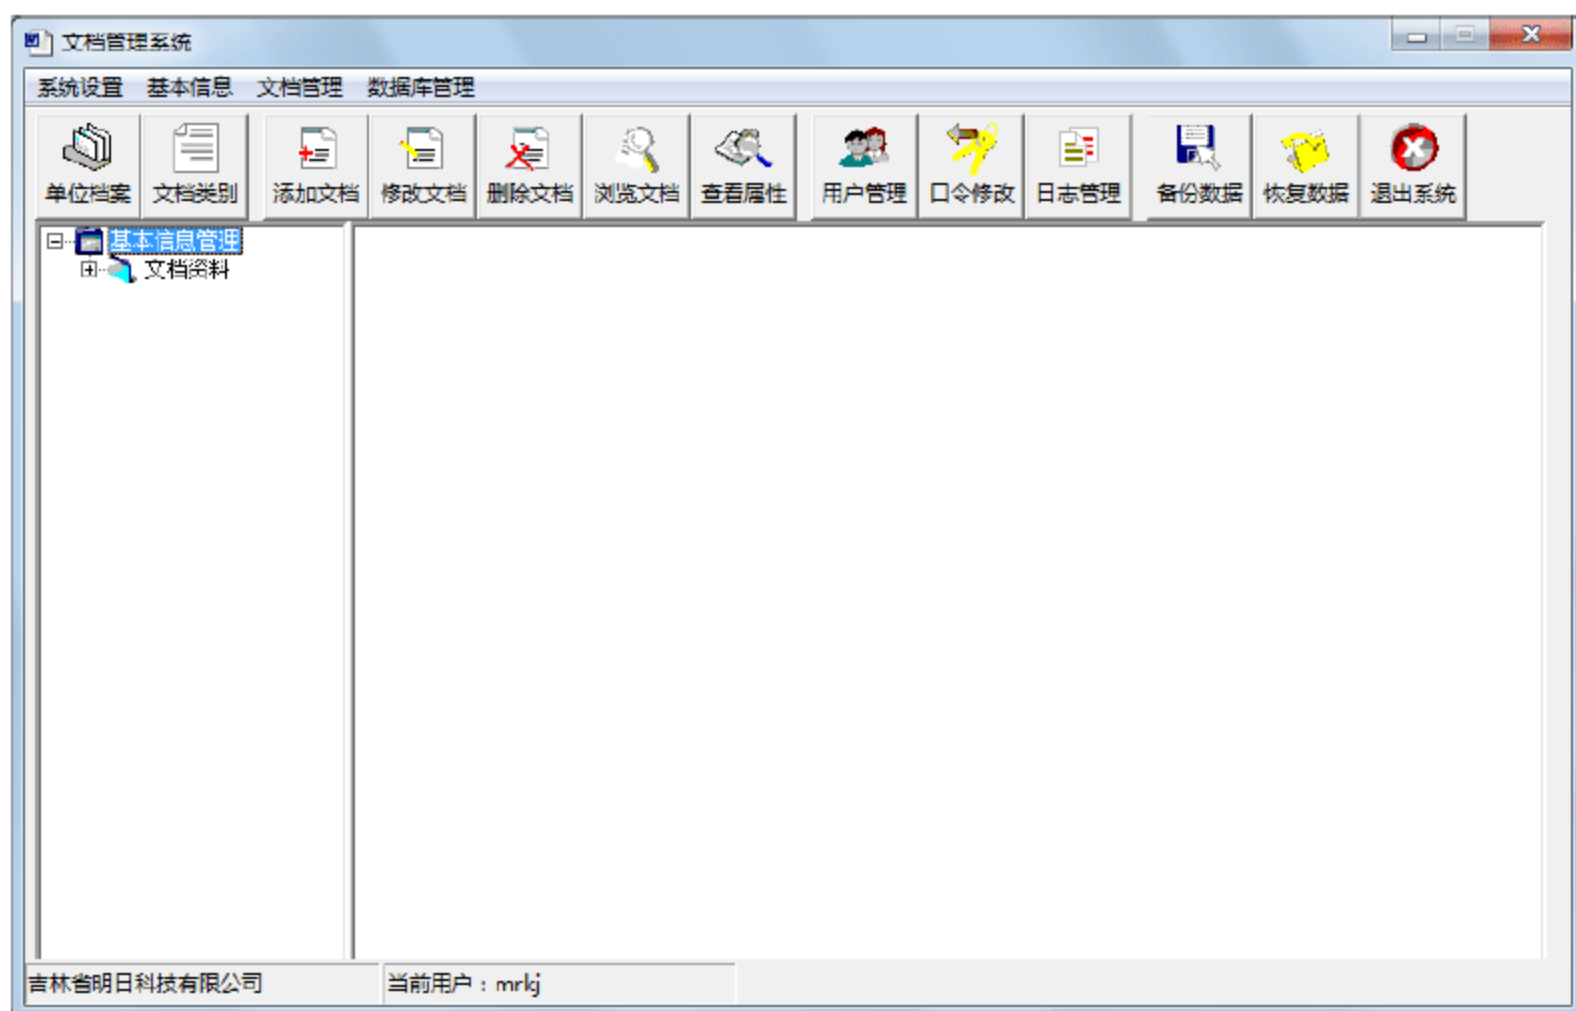 文档管理系统
系统设置 基本信息 文档管理 数据库管理
单位档案 文档类别 添加文档 修改文档 删除文档 浏览文档 查看属性 用户管理 口令修改 日志管理 备份数据 恢复数据 退出系统
基本信息管理
文档资料
吉林省明日科技有限公司 当前用户：mrkj